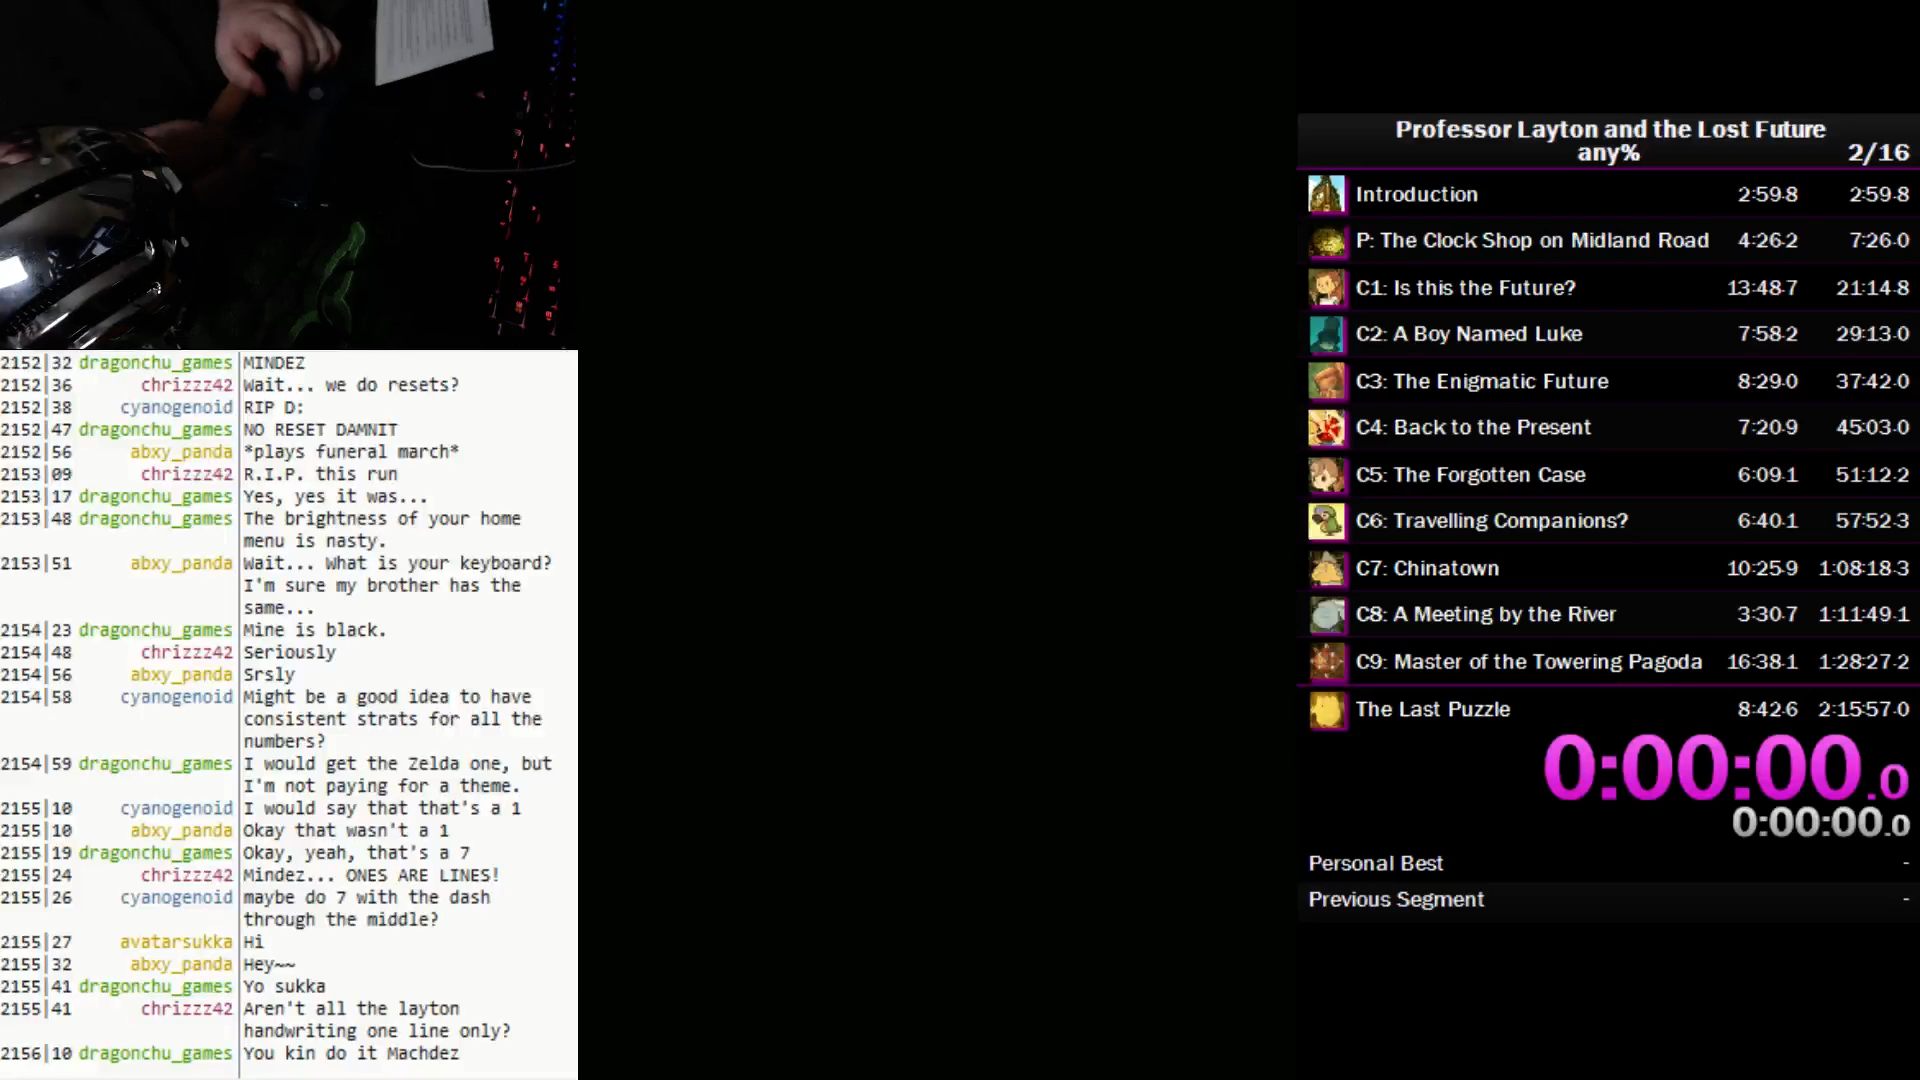 2152|32 dragonchu_games MINDEZ
2152|36 chrizzz42 Wait... we do resets?
2152|38 cyanogenoid RIP D:
2152|47 dragonchu_games NO RESET DAMNIT
2152|56 abxy_panda *plays funeral march*
2153|09 chrizzz42 R.I.P. this run
2153|17 dragonchu_games Yes, yes it was...
2153|48 dragonchu_games The brightness of your home
menu is nasty.
2153|51 abxy_panda Wait... What is your keyboard?
I'm sure my brother has the
same...
2154|23 dragonchu_games Mine is black.
2154|48 chrizzz42 Seriously
2154|56 abxy_panda Srsly
2154|58 cyanogenoid Might be a good idea to have
consistent strats for all the
numbers?
2154|59 dragonchu_games I would get the Zelda one, but
I'm not paying for a theme.
2155|10 cyanogenoid I would say that that's a 1
2155|10 abxy_panda Okay that wasn't a 1
2155|19 dragonchu_games Okay, yeah, that's a 7
2155|24 chrizzz42 Mindez... ONES ARE LINES!
2155|26 cyanogenoid maybe do 7 with the dash
through the middle?
2155|27 avatarsukka Hi
2155|32 abxy_panda Hey~~
2155|41 dragonchu_games Yo sukka
2155|41 chrizzz42 Aren't all the layton
handwriting one line only?
2156|10 dragonchu_games You kin do it Machdez
Professor Layton and the Lost Future
any% 2/16
Introduction 2:59.8 2:59.8
P: The Clock Shop on Midland Road 4:26.2 7:26.0
C1: Is this the Future? 13:48.7 21:14.8
C2: A Boy Named Luke 7:58.2 29:13.0
C3: The Enigmatic Future 8:29.0 37:42.0
C4: Back to the Present 7:20.9 45:03.0
C5: The Forgotten Case 6:09.1 51:12.2
C6: Travelling Companions? 6:40.1 57:52.3
C7: Chinatown 10:25.9 1:08:18.3
C8: A Meeting by the River 3:30.7 1:11:49.1
C9: Master of the Towering Pagoda 16:38.1 1:28:27.2
The Last Puzzle 8:42.6 2:15:57.0
0:00:00.0
0:00:00.0
Personal Best -
Previous Segment -